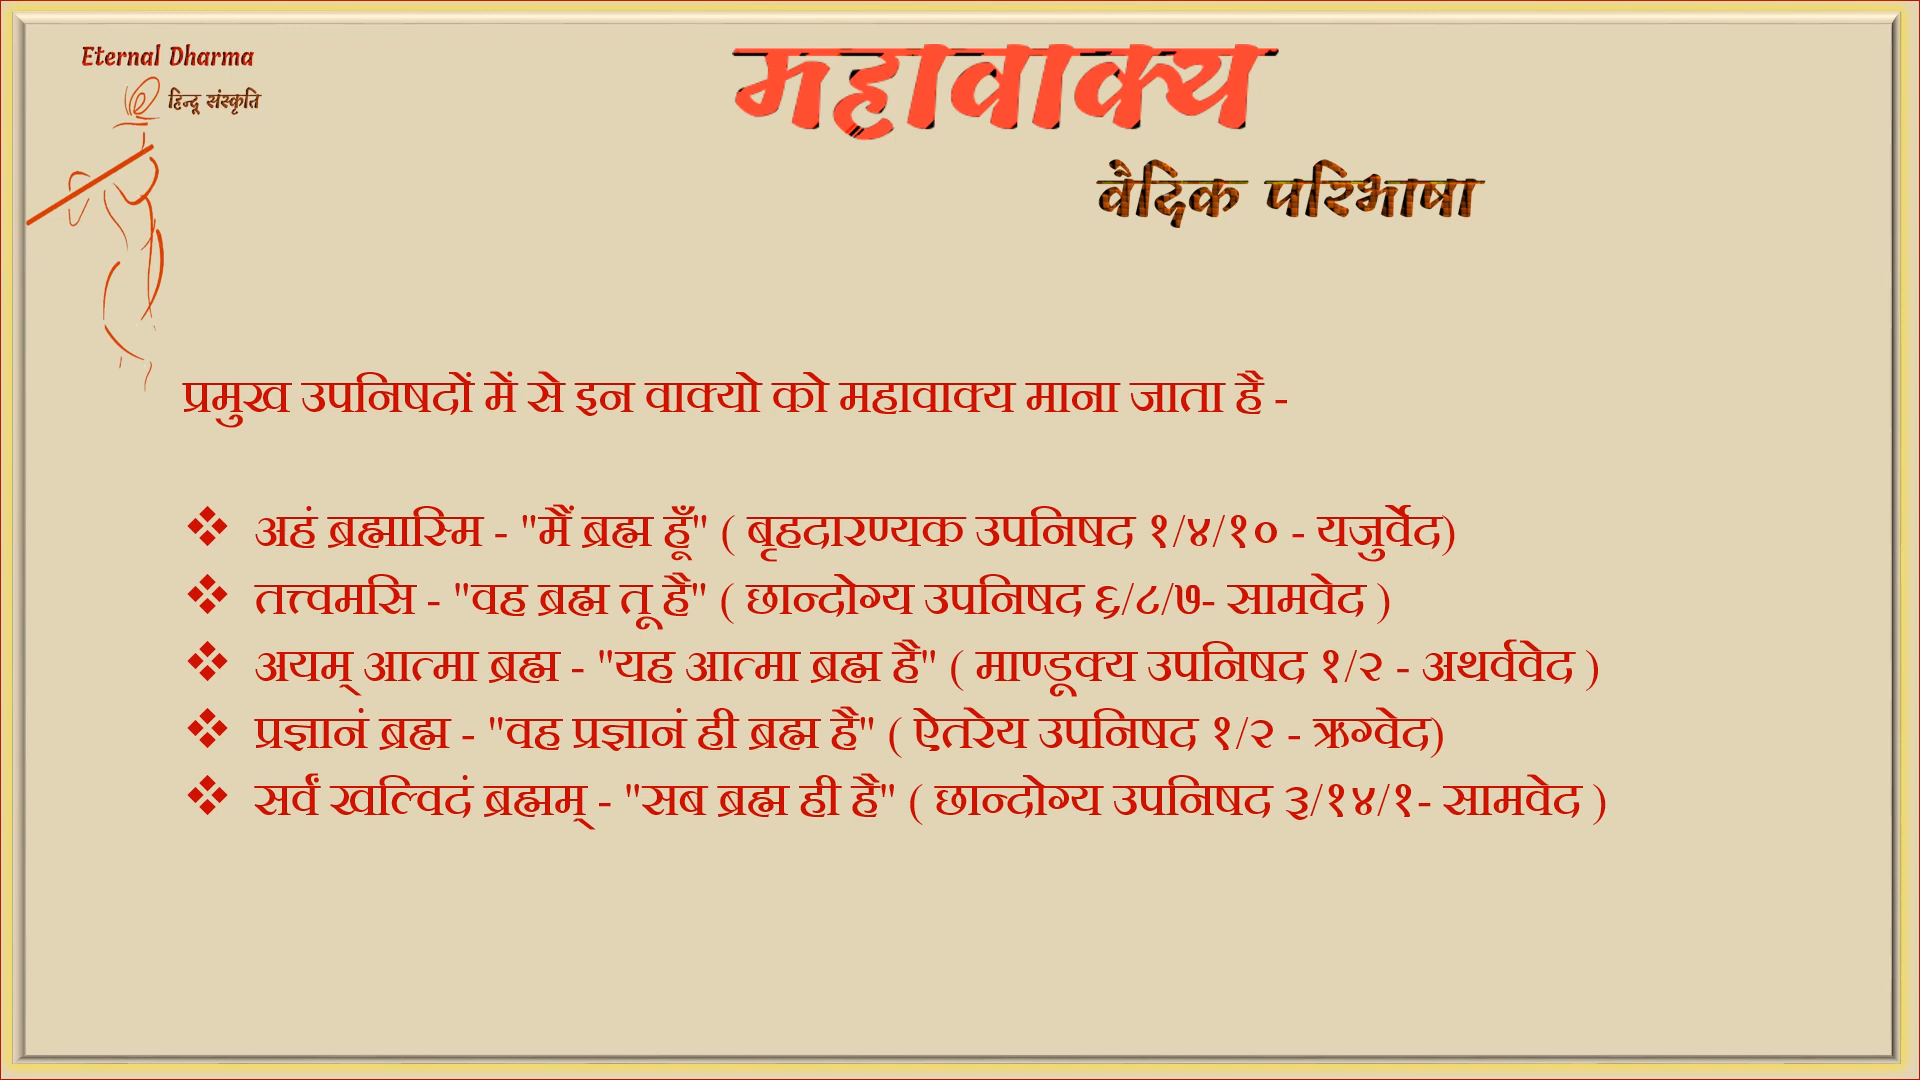 Eternal Dharma
हिन्दू संस्कृति
महावाक्य
वैदिक परिभाषा
प्रमुख उपनिषदों में से इन वाक्यो को महावाक्य माना जाता है -
❖ अहं ब्रह्मास्मि - "मैं ब्रह्म हूँ" ( बृहदारण्यक उपनिषद १/४/१० - यजुर्वेद)
❖ तत्त्वमसि - "वह ब्रह्म तू है" ( छान्दोग्य उपनिषद ६/८/७- सामवेद )
❖ अयम् आत्मा ब्रह्म - "यह आत्मा ब्रह्म है" ( माण्डूक्य उपनिषद १/२ - अथर्ववेद )
❖ प्रज्ञानं ब्रह्म - "वह प्रज्ञानं ही ब्रह्म है" ( ऐतरेय उपनिषद १/२ - ऋग्वेद)
❖ सर्वं खल्विदं ब्रह्मम् - "सब ब्रह्म ही है" ( छान्दोग्य उपनिषद ३/१४/१- सामवेद )